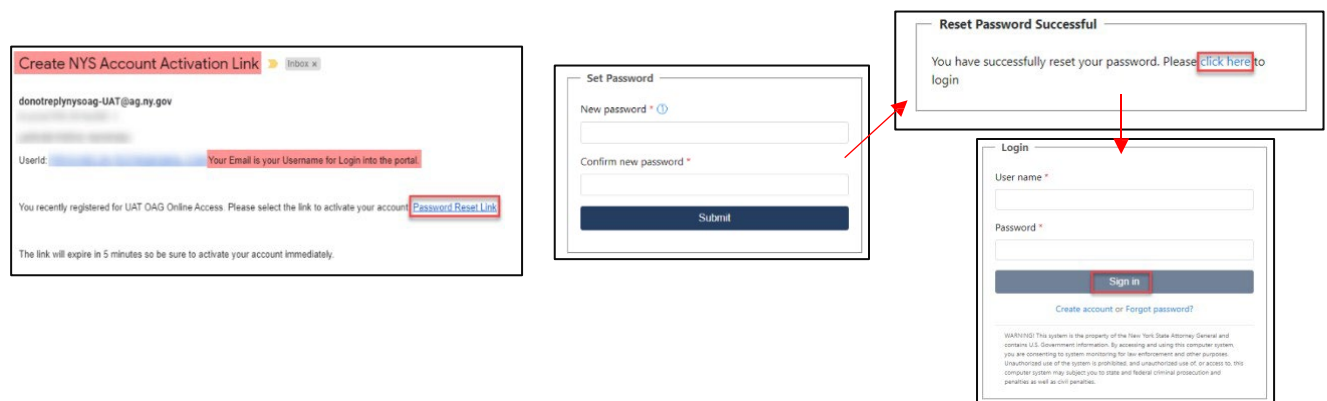 Create NYS Account Activation Link
Inbox x
donotreplynysoag-UAT@ag.ny.gov
UserId:
Your Email is your Username for Login into the portal.
You recently registered for UAT OAG Online Access. Please select the link to activate your account Password Reset Link
The link will expire in 5 minutes so be sure to activate your account immediately.
Set Password
New password *
Confirm new password *
Submit
Reset Password Successful
You have successfully reset your password. Please click here to
login
Login
User name *
Password *
Sign in
Create account or Forgot password?
WARNING! This system is the property of the New York State Attorney General and
contains U.S. Government information. By accessing and using this computer system,
you are consenting to system monitoring for law enforcement and other purposes.
Unauthorized use of the system is prohibited, and unauthorized use of, or access to, this
computer system may subject you to state and federal criminal prosecution and
penalties as well as civil penalties.